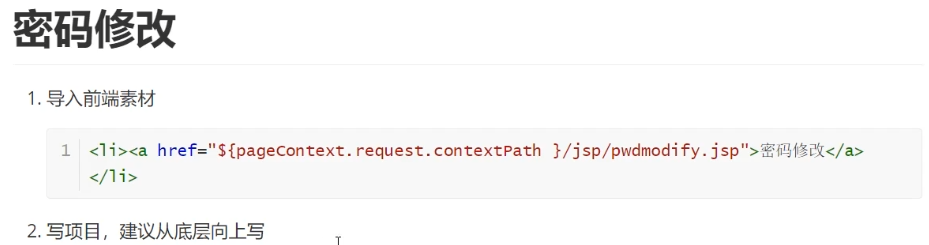 密码修改
1. 导入前端素材
1 <li><a href="${pageContext.request.contextPath }/jsp/pwdmodify.jsp">密码修改</a>
</li>
2. 写项目，建议从底层向上写